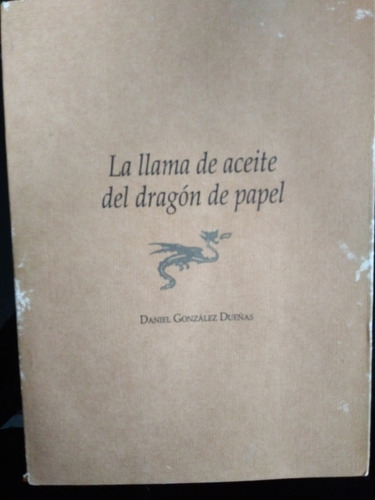 La llama de aceite
del dragón de papel
DANIEL GONZÁLEZ DUEÑAS